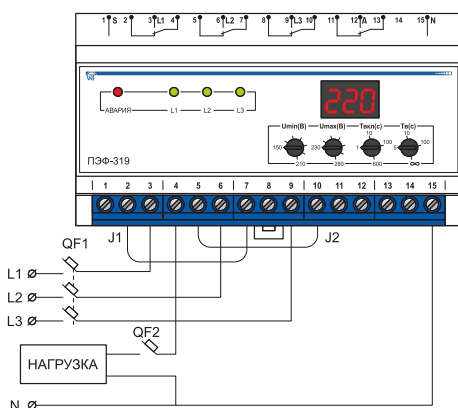 1 S 2 3 L1 4 5 6 L2 7 8 9 L3 10 11 12 A 13 14 15 N
АВАРИЯ L1 L2 L3
220
Umin(В) Umax(В) Твкл(с) Тв(с)
10 10
150 230 1 100 5 100
210 280 600 ∞
ПЭФ-319
1 2 3 4 5 6 7 8 9 10 11 12 13 14 15
J1 J2
QF1
L1
L2
L3
QF2
НАГРУЗКА
N